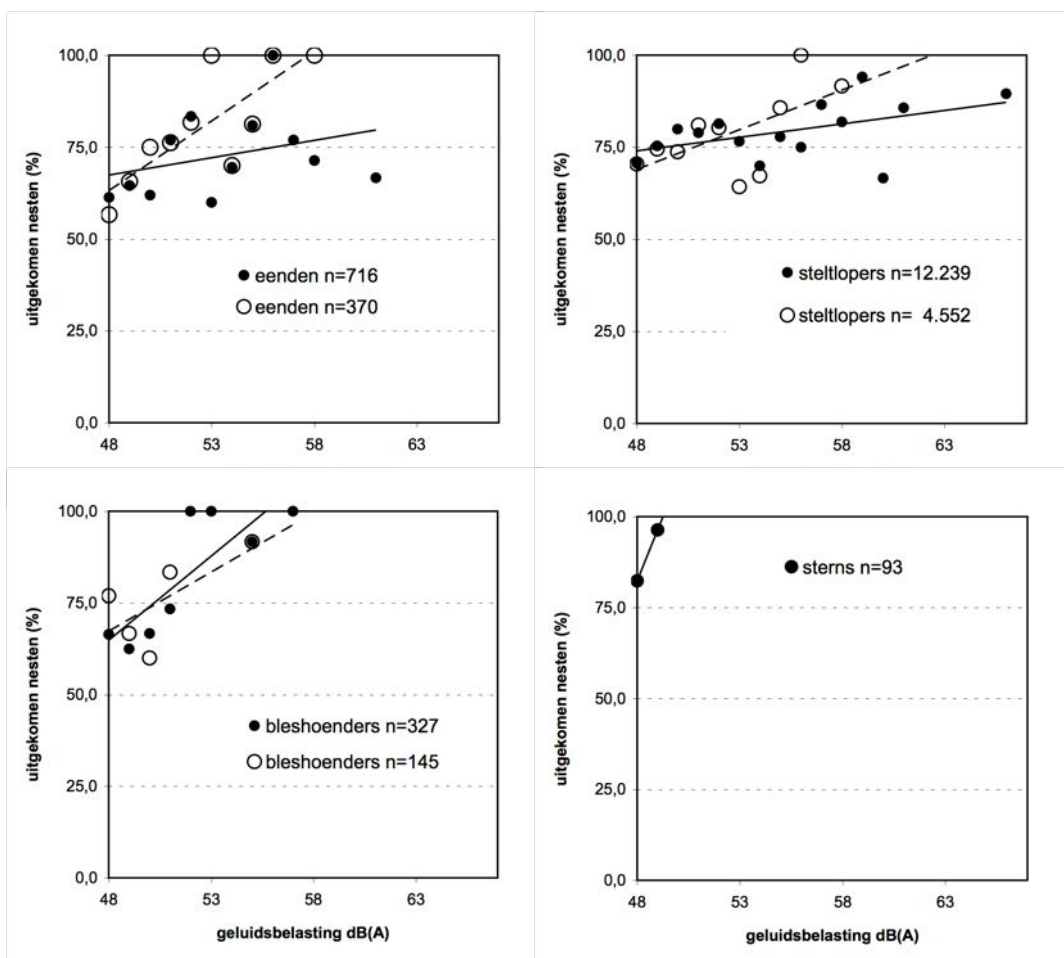 100,0
75,0
50,0
25,0
0,0
48 53 58 63
uitgekomen nesten (%)
eenden n=716
eenden n=370
100,0
75,0
50,0
25,0
0,0
48 53 58 63
uitgekomen nesten (%)
steltlopers n=12.239
steltlopers n= 4.552
100,0
75,0
50,0
25,0
0,0
48 53 58 63
uitgekomen nesten (%)
geluidsbelasting dB(A)
bleshoenders n=327
bleshoenders n=145
100,0
75,0
50,0
25,0
0,0
48 53 58 63
uitgekomen nesten (%)
geluidsbelasting dB(A)
sterns n=93